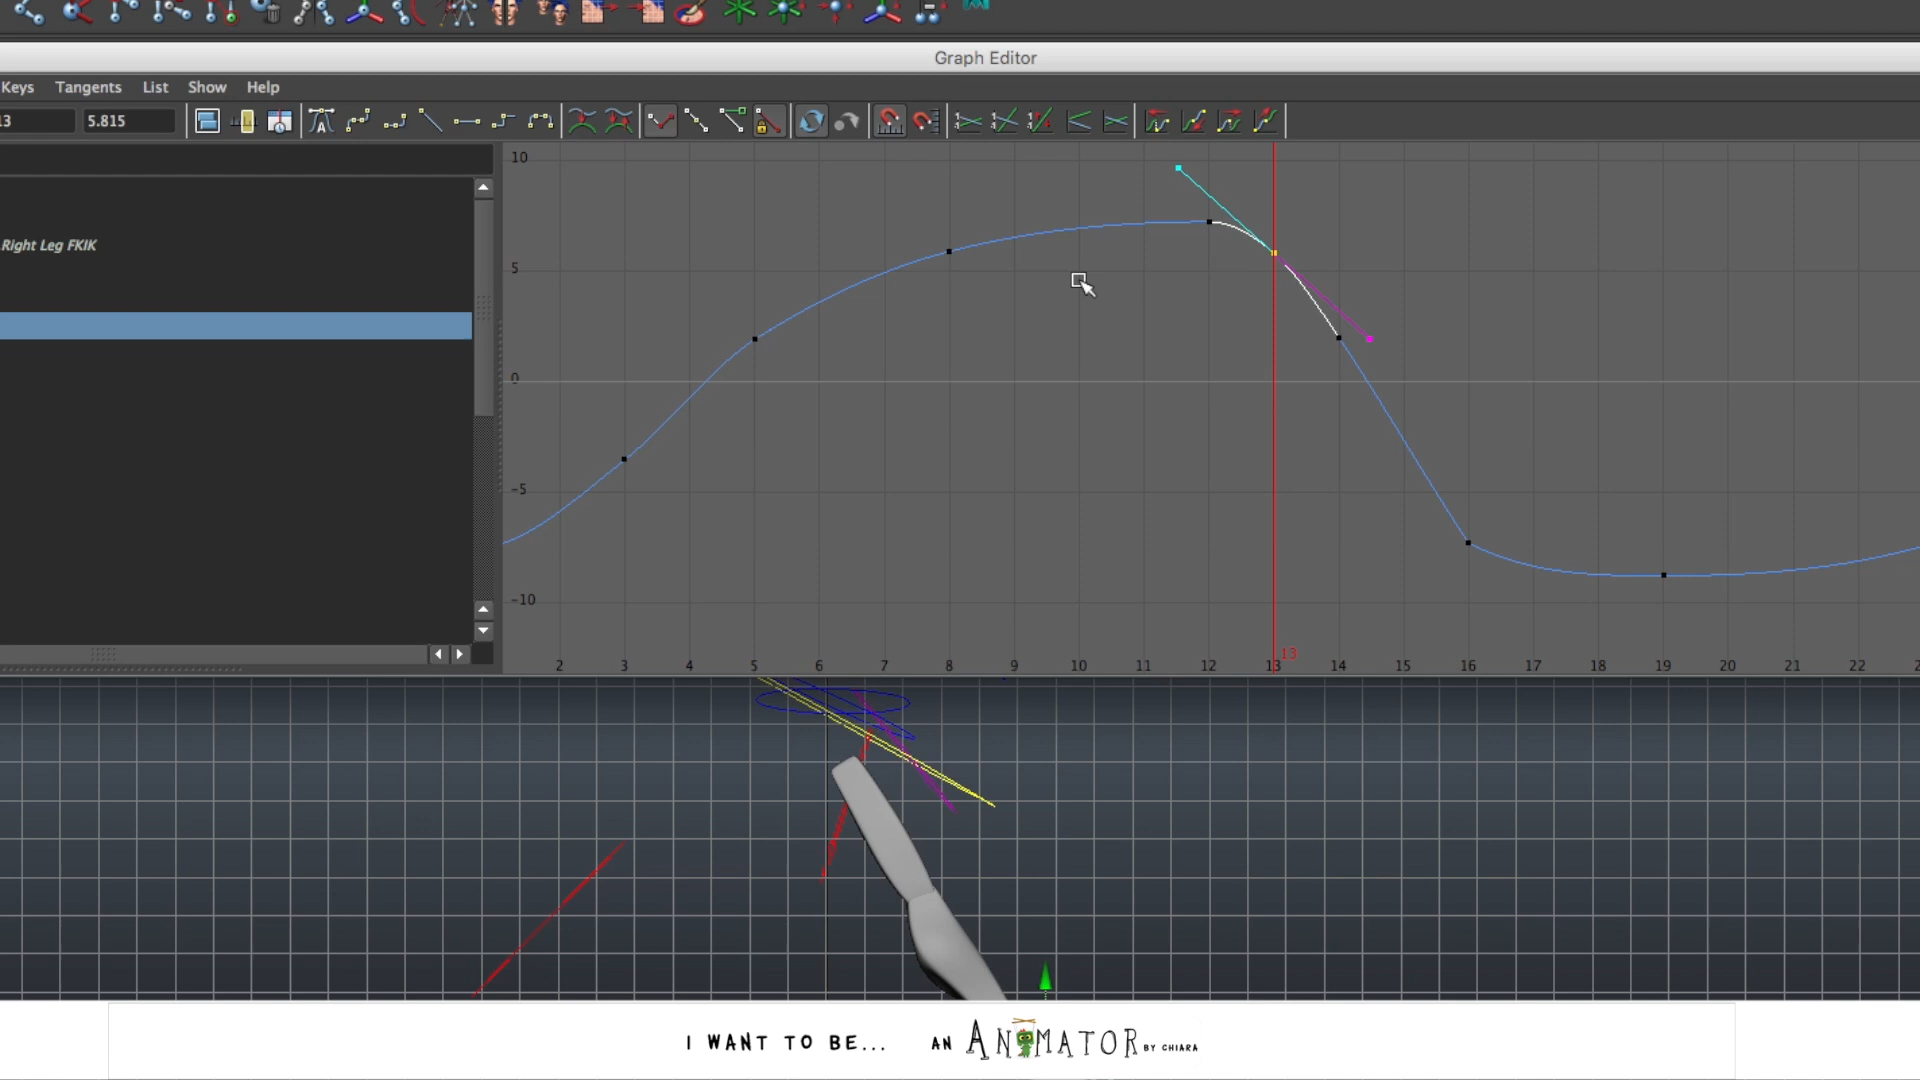 Graph Editor
Keys Tangents List Show Help
13 5.815
Right Leg FKIK
10
5
0
-5
-10
13
2 3 4 5 6 7 8 9 10 11 12 13 14 15 16 17 18 19 20 21 22
I WANT TO BE... AN ANIMATOR BY CHIARA